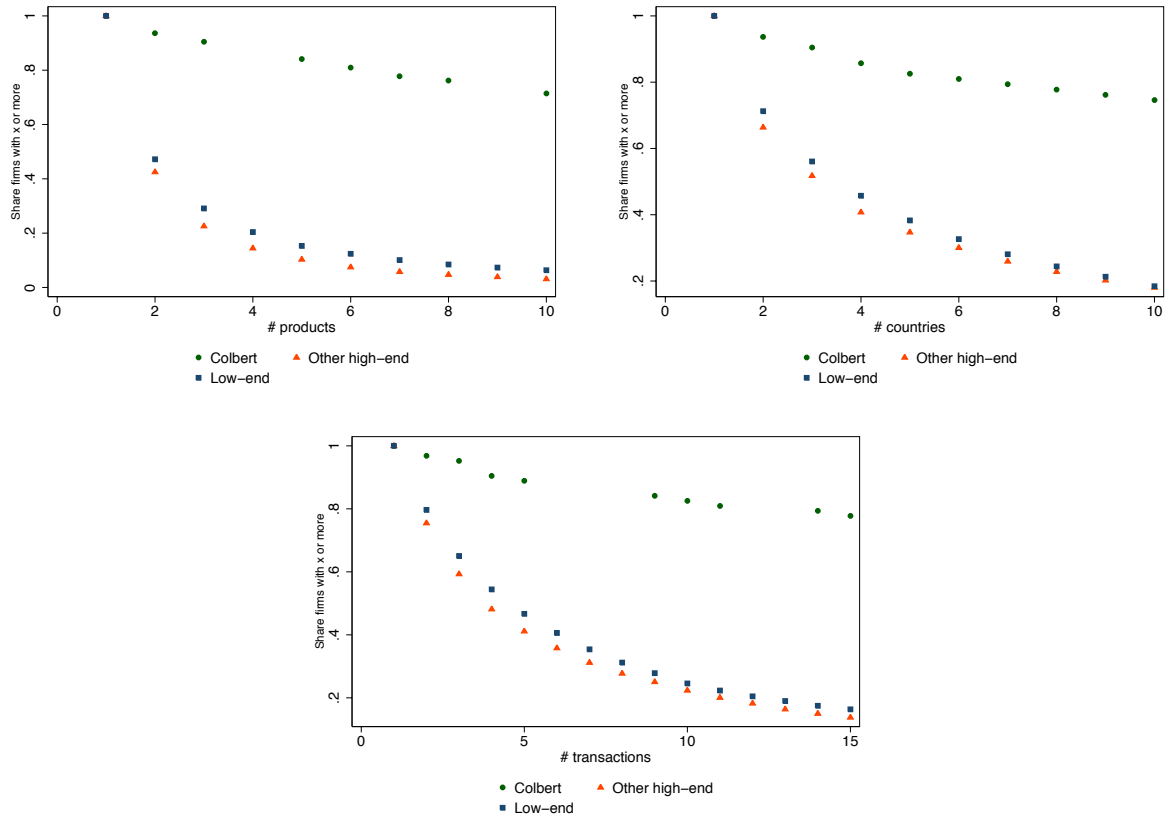 Share firms with x or more
1
.8
.6
.4
.2
0
0 2 4 6 8 10
# products
Colbert Other high−end
Low−end
Share firms with x or more
1
.8
.6
.4
.2
0 2 4 6 8 10
# countries
Colbert Other high−end
Low−end
Share firms with x or more
1
.8
.6
.4
.2
0 5 10 15
# transactions
Colbert Other high−end
Low−end